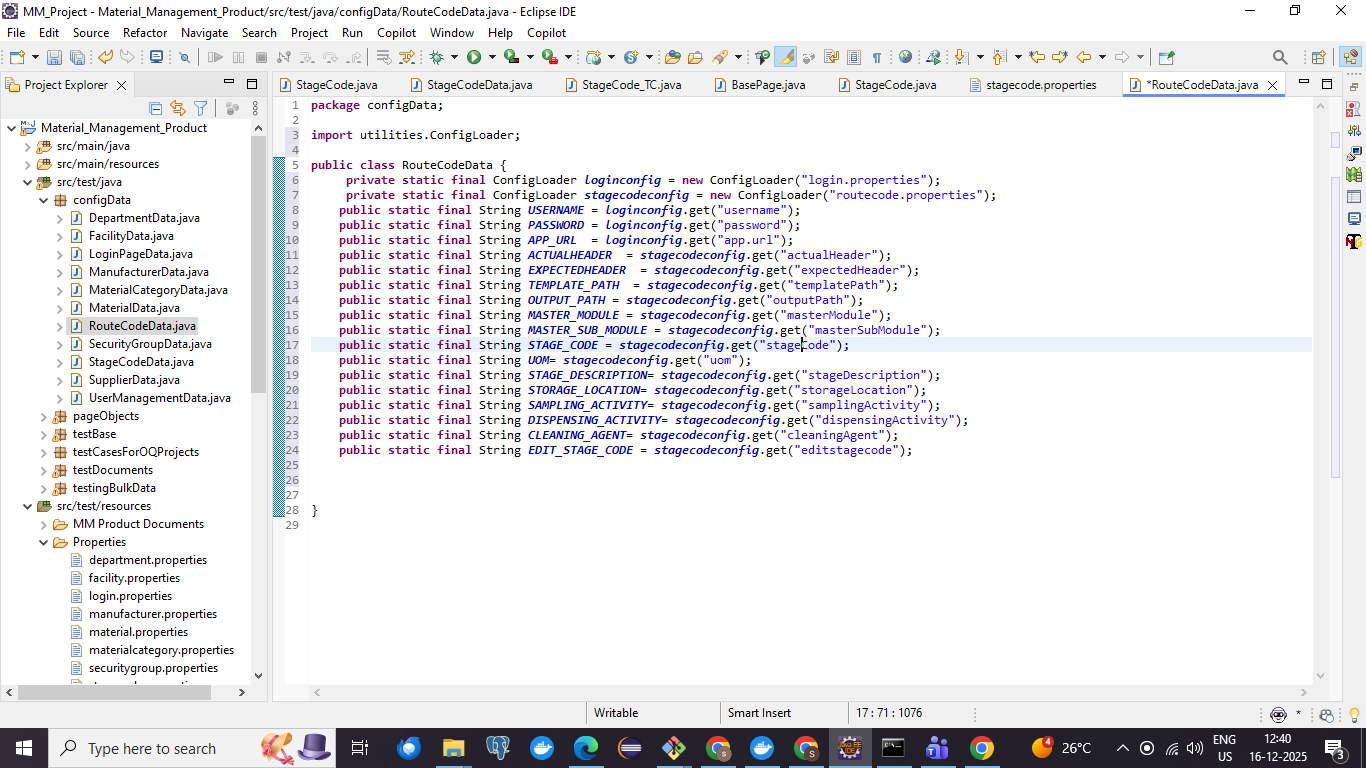 MM_Project - Material_Management_Product/src/test/java/configData/RouteCodeData.java - Eclipse IDE
File Edit Source Refactor Navigate Search Project Run Copilot Window Help Copilot
Project Explorer
StageCode.java StageCodeData.java StageCode_TC.java BasePage.java StageCode.java stagecode.properties *RouteCodeData.java
Material_Management_Product
src/main/java
src/main/resources
src/test/java
configData
DepartmentData.java
FacilityData.java
LoginPageData.java
ManufacturerData.java
MaterialCategoryData.java
MaterialData.java
RouteCodeData.java
SecurityGroupData.java
StageCodeData.java
SupplierData.java
UserManagementData.java
pageObjects
testBase
testCasesForOQProjects
testDocuments
testingBulkData
src/test/resources
MM Product Documents
Properties
department.properties
facility.properties
login.properties
manufacturer.properties
material.properties
materialcategory.properties
securitygroup.properties
1 package configData;
2
3 import utilities.ConfigLoader;
4
5 public class RouteCodeData {
6 private static final ConfigLoader loginconfig = new ConfigLoader("login.properties");
7 private static final ConfigLoader stagecodeconfig = new ConfigLoader("routecode.properties");
8 public static final String USERNAME = loginconfig.get("username");
9 public static final String PASSWORD = loginconfig.get("password");
10 public static final String APP_URL  = loginconfig.get("app.url");
11 public static final String ACTUALHEADER  = stagecodeconfig.get("actualHeader");
12 public static final String EXPECTEDHEADER  = stagecodeconfig.get("expectedHeader");
13 public static final String TEMPLATE_PATH  = stagecodeconfig.get("templatePath");
14 public static final String OUTPUT_PATH = stagecodeconfig.get("outputPath");
15 public static final String MASTER_MODULE = stagecodeconfig.get("masterModule");
16 public static final String MASTER_SUB_MODULE = stagecodeconfig.get("masterSubModule");
17 public static final String STAGE_CODE = stagecodeconfig.get("stageCode");
18 public static final String UOM= stagecodeconfig.get("uom");
19 public static final String STAGE_DESCRIPTION= stagecodeconfig.get("stageDescription");
20 public static final String STORAGE_LOCATION= stagecodeconfig.get("storageLocation");
21 public static final String SAMPLING_ACTIVITY= stagecodeconfig.get("samplingActivity");
22 public static final String DISPENSING_ACTIVITY= stagecodeconfig.get("dispensingActivity");
23 public static final String CLEANING_AGENT= stagecodeconfig.get("cleaningAgent");
24 public static final String EDIT_STAGE_CODE = stagecodeconfig.get("editstagecode");
25
26
27
28 }
29
Writable Smart Insert 17 : 71 : 1076
Type here to search
4 26°C ENG US 12:40 16-12-2025 3